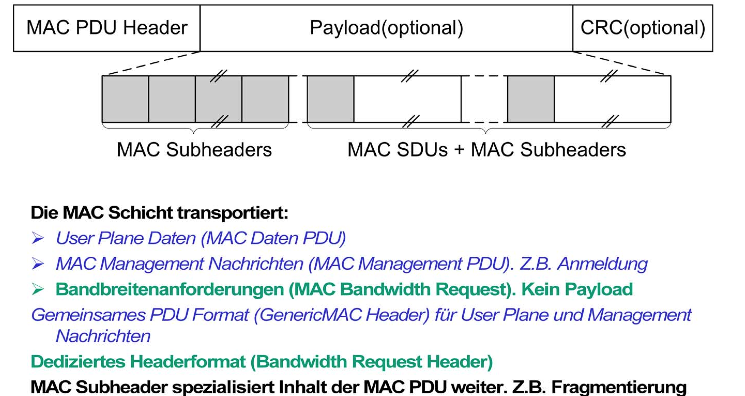 MAC PDU Header Payload(optional) CRC(optional)
MAC Subheaders MAC SDUs + MAC Subheaders
Die MAC Schicht transportiert:
➢ User Plane Daten (MAC Daten PDU)
➢ MAC Management Nachrichten (MAC Management PDU). Z.B. Anmeldung
➢ Bandbreitenanforderungen (MAC Bandwidth Request). Kein Payload
Gemeinsames PDU Format (GenericMAC Header) für User Plane und Management
Nachrichten
Dediziertes Headerformat (Bandwidth Request Header)
MAC Subheader spezialisiert Inhalt der MAC PDU weiter. Z.B. Fragmentierung